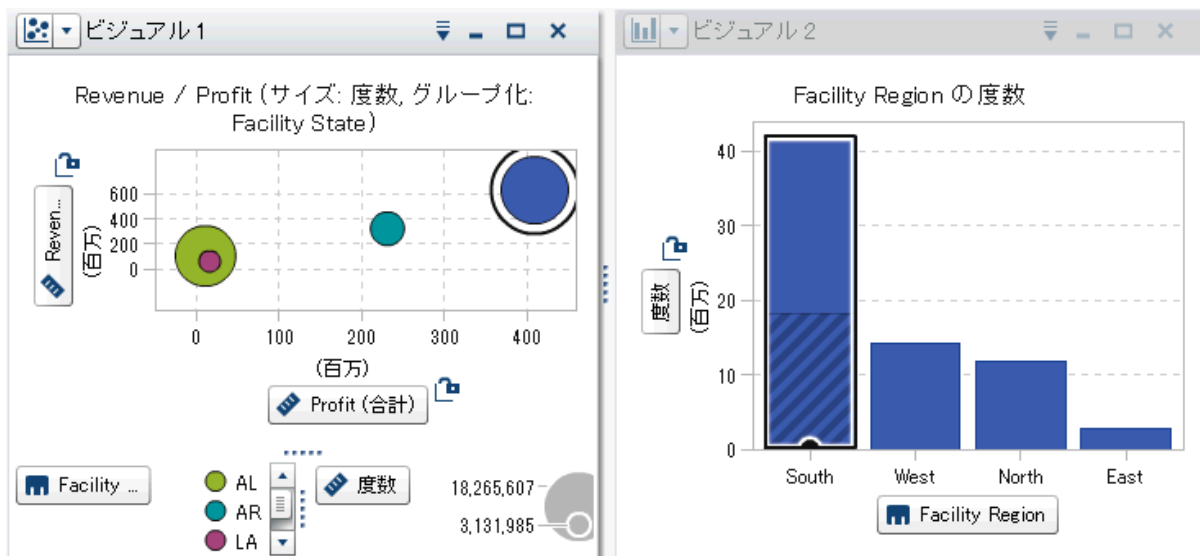 ビジュアル 1
Revenue / Profit (サイズ: 度数, グループ化:
Facility State)
Reven...
(百万)
600
400
200
0
0 100 200 300 400
(百万)
Profit (合計)
Facility ...
AL
AR
LA
度数
18,265,607
3,131,985
ビジュアル 2
Facility Region の度数
度数
(百万)
40
30
20
10
0
South West North East
Facility Region